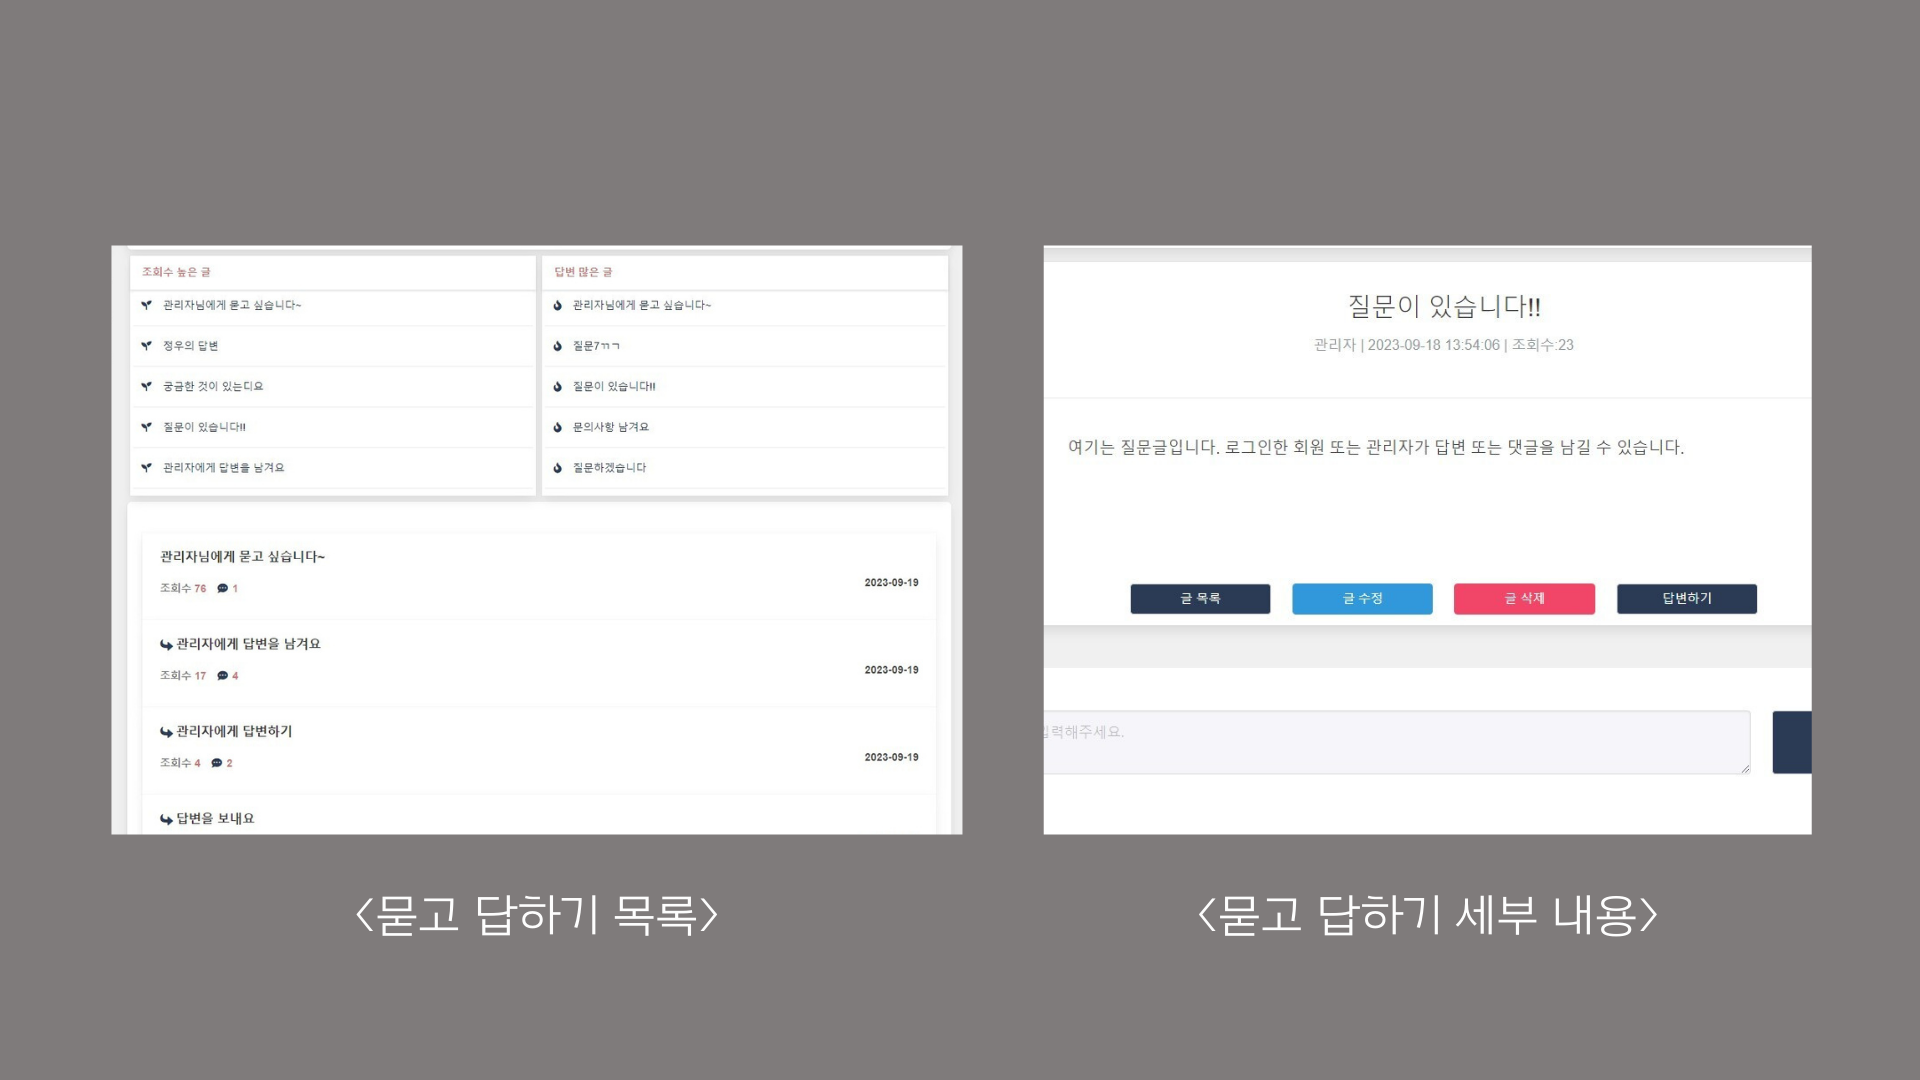 조회수 높은 글
관리자님에게 묻고 싶습니다~
정우의 답변
궁금한 것이 있는디요
질문이 있습니다!!
관리자에게 답변을 남겨요
답변 많은 글
관리자님에게 묻고 싶습니다~
질문7ㄲㄱ
질문이 있습니다!!
문의사항 남겨요
질문하겠습니다
관리자님에게 묻고 싶습니다~
조회수 76 1
2023-09-19
관리자에게 답변을 남겨요
조회수 17 4
2023-09-19
관리자에게 답변하기
조회수 4 2
2023-09-19
답변을 보내요
<묻고 답하기 목록>
질문이 있습니다!!
관리자 | 2023-09-18 13:54:06 | 조회수:23
여기는 질문글입니다. 로그인한 회원 또는 관리자가 답변 또는 댓글을 남길 수 있습니다.
글 목록 글 수정 글 삭제 답변하기
력해주세요.
<묻고 답하기 세부 내용>